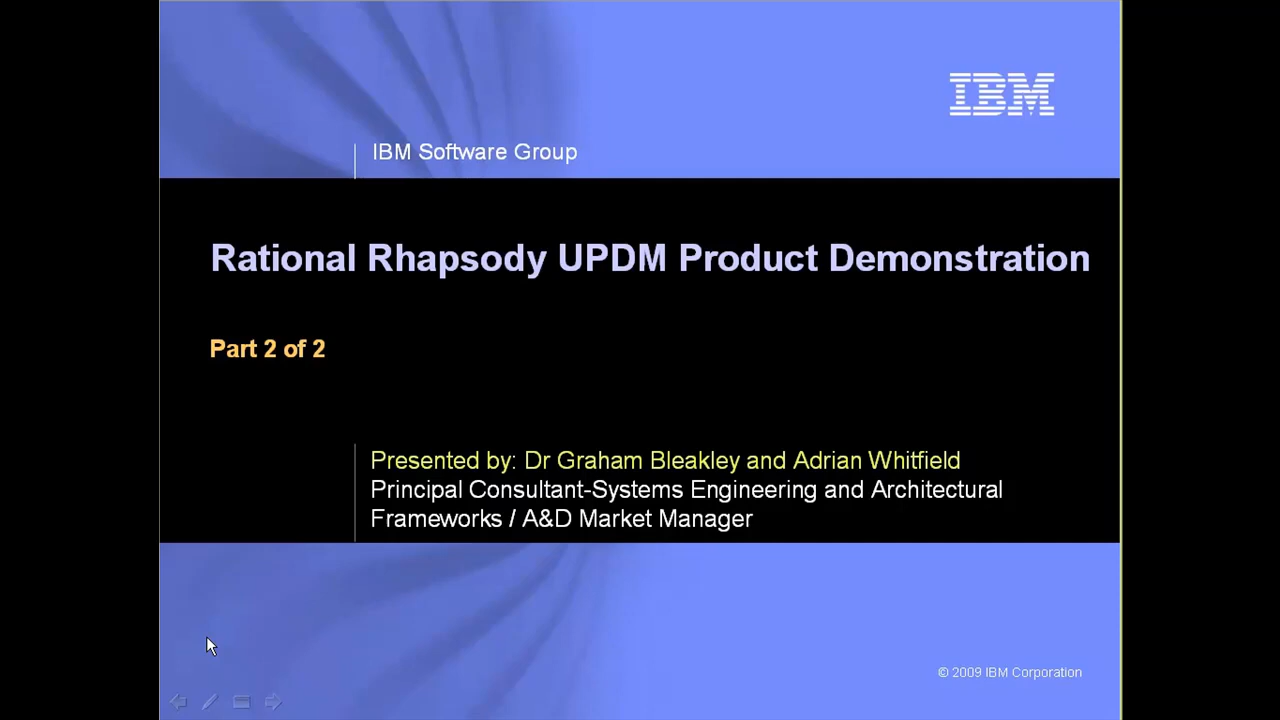 IBM
IBM Software Group
Rational Rhapsody UPDM Product Demonstration
Part 2 of 2
Presented by: Dr Graham Bleakley and Adrian Whitfield
Principal Consultant-Systems Engineering and Architectural
Frameworks / A&D Market Manager
© 2009 IBM Corporation